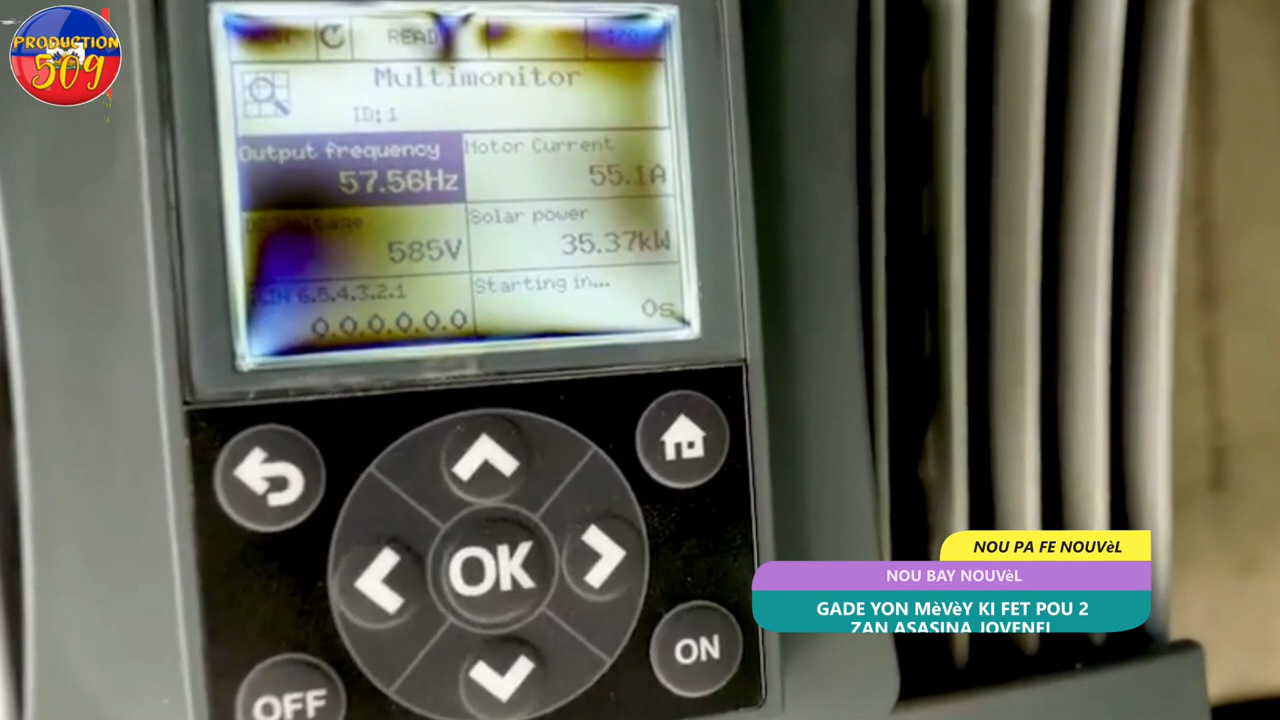 PRODUCTION
509
READY
Multimonitor
ID: 1
Output frequency
57.56Hz
Motor Current
55.1A
585V
Solar power
35.37kW
6.5.4.3.2.1
0.0.0.0.0.0
Starting in...
0s
OK
ON
OFF
NOU PA FE NOUVèL
NOU BAY NOUVèL
GADE YON MèVèY KI FET POU 2
ZAN ASASINA JOVENEL